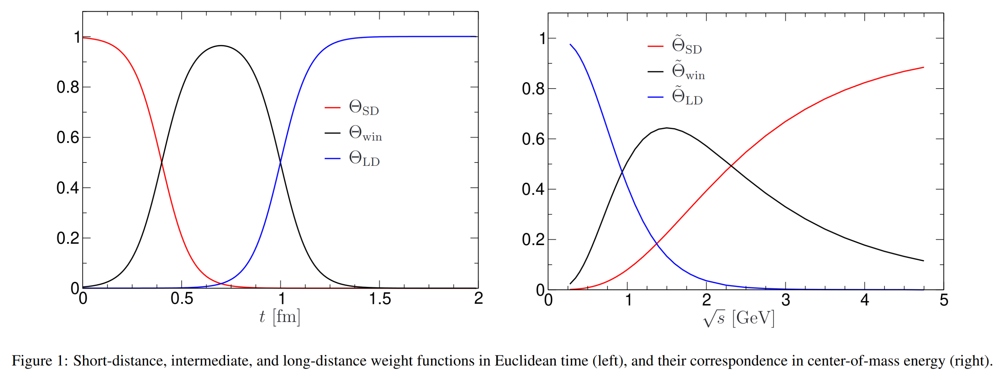 1
0.8
0.6
0.4
0.2
0
0 0.5 1 1.5 2
t [fm]
Θ_SD
Θ_win
Θ_LD
1
0.8
0.6
0.4
0.2
0
0 1 2 3 4 5
√s [GeV]
Θ̃_SD
Θ̃_win
Θ̃_LD
Figure 1: Short-distance, intermediate, and long-distance weight functions in Euclidean time (left), and their correspondence in center-of-mass energy (right).